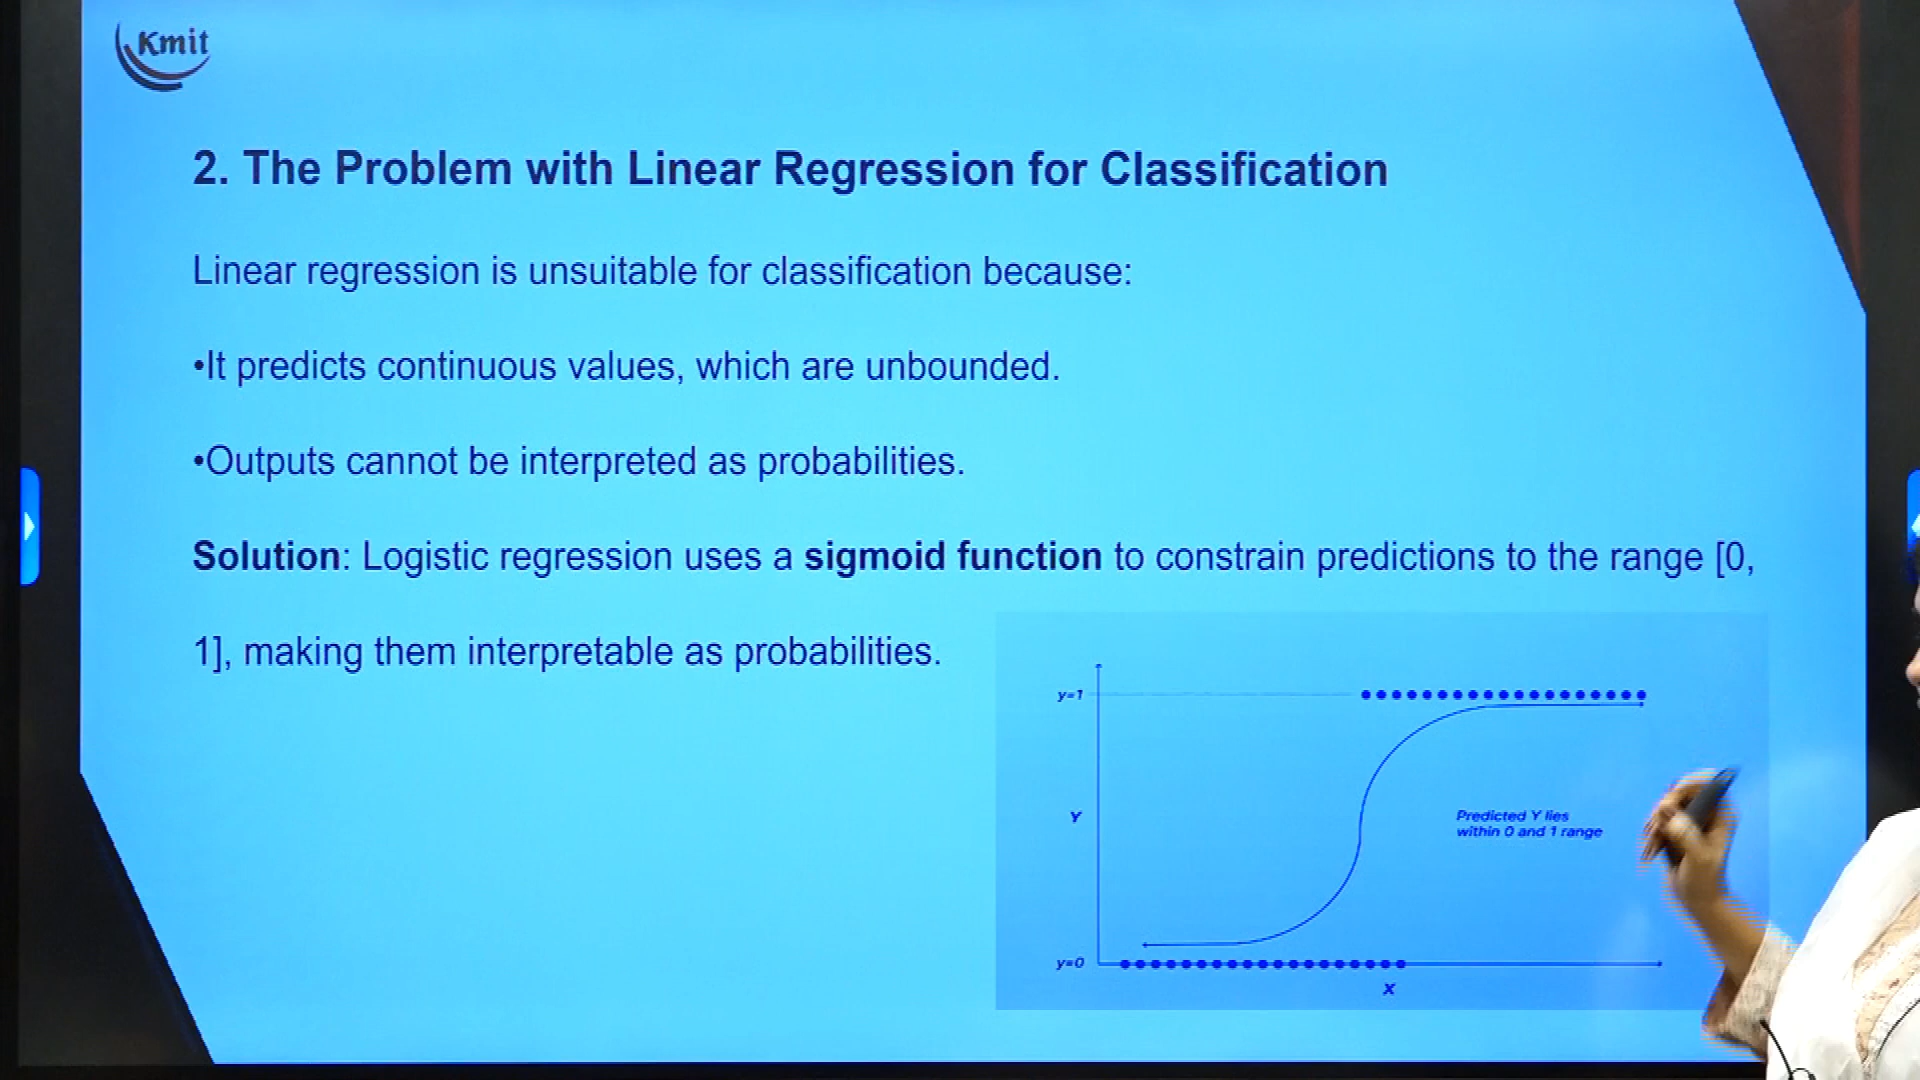 Kmit
2. The Problem with Linear Regression for Classification
Linear regression is unsuitable for classification because:
•It predicts continuous values, which are unbounded.
•Outputs cannot be interpreted as probabilities.
Solution: Logistic regression uses a sigmoid function to constrain predictions to the range [0,
1], making them interpretable as probabilities.
y=1
Y
Predicted Y lies
within 0 and 1 range
y=0
X